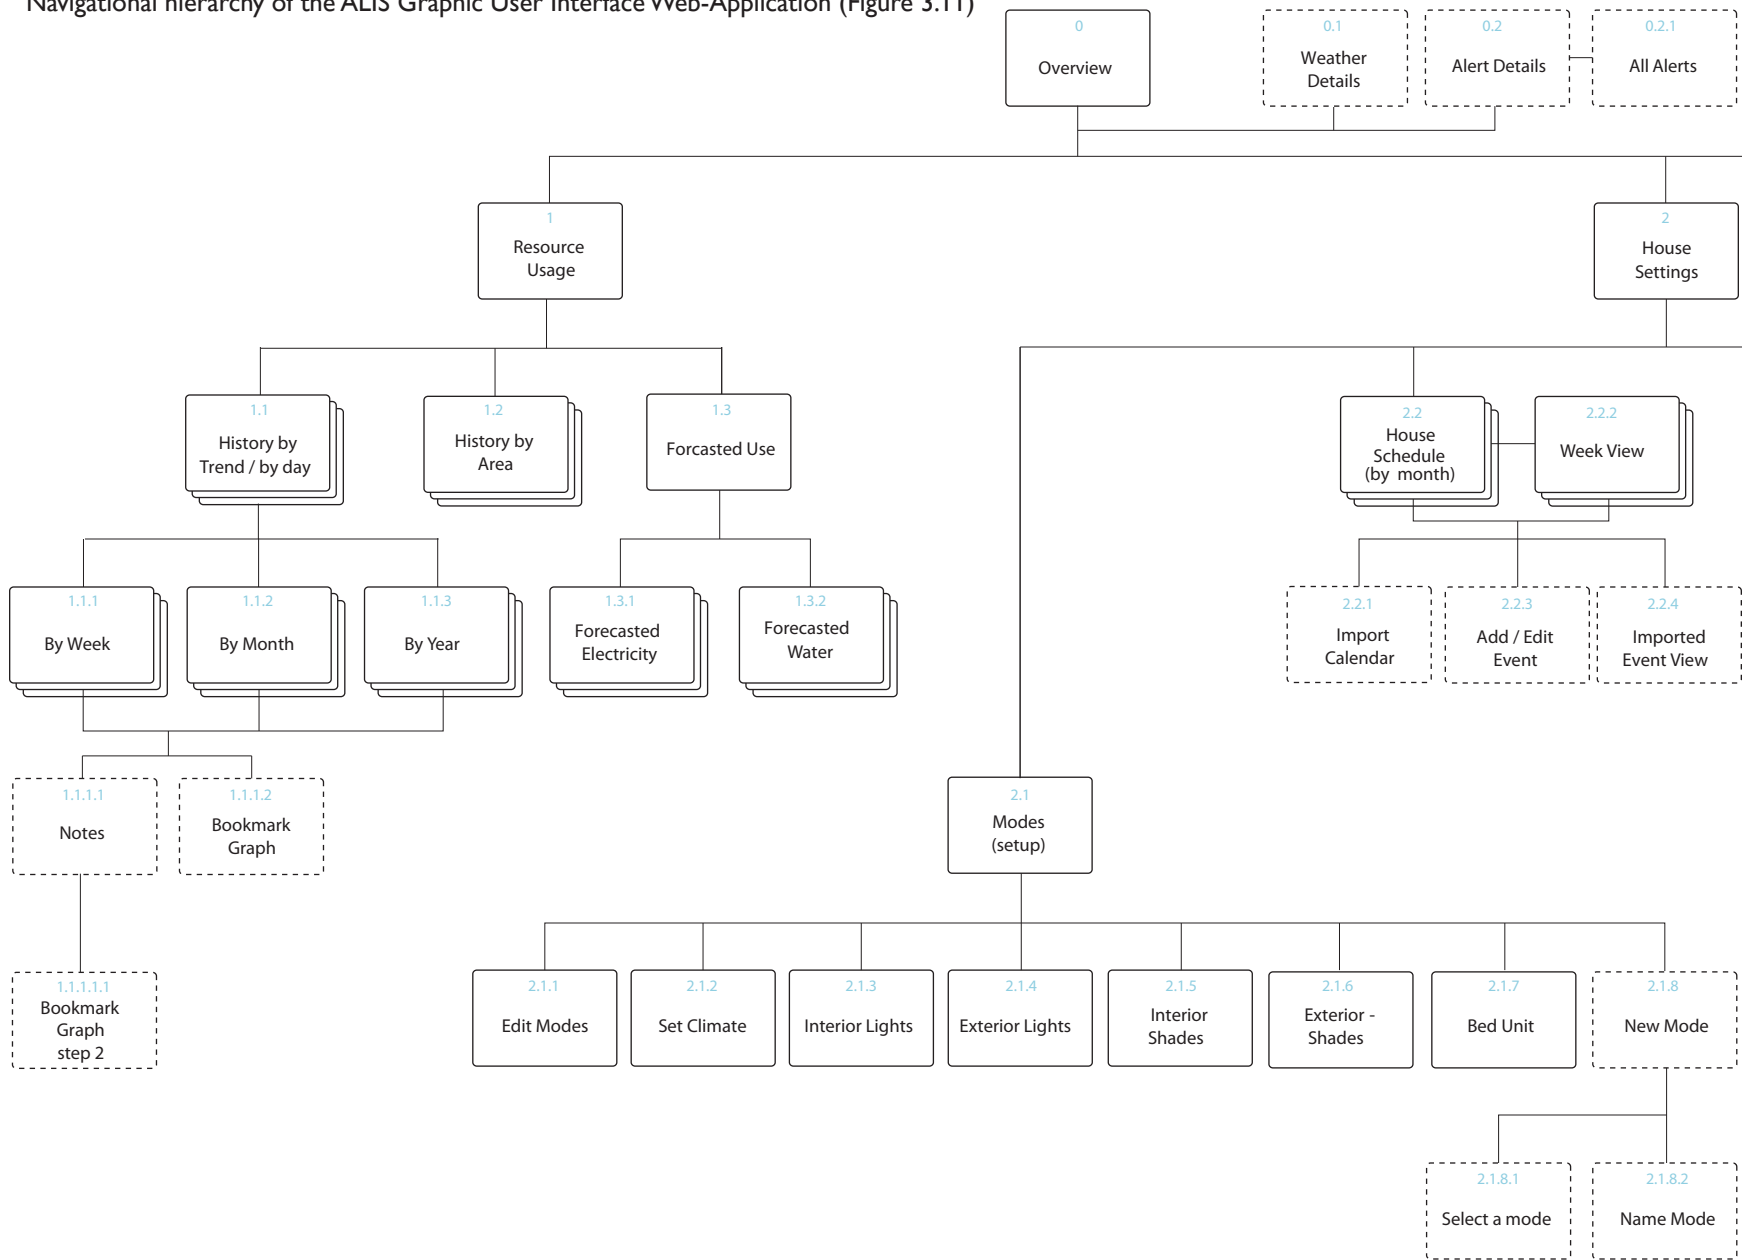 Navigational hierarchy of the ALIS Graphic User Interface Web-Application (Figure 3.11)
0
Overview
0.1
Weather
Details
0.2
Alert Details
0.2.1
All Alerts
1
Resource
Usage
2
House
Settings
1.1
History by
Trend / by day
1.2
History by
Area
1.3
Forcasted Use
2.2
House
Schedule
(by month)
2.2.2
Week View
1.1.1
By Week
1.1.2
By Month
1.1.3
By Year
1.3.1
Forecasted
Electricity
1.3.2
Forecasted
Water
2.2.1
Import
Calendar
2.2.3
Add / Edit
Event
2.2.4
Imported
Event View
1.1.1.1
Notes
1.1.1.2
Bookmark
Graph
2.1
Modes
(setup)
1.1.1.1.1
Bookmark
Graph
step 2
2.1.1
Edit Modes
2.1.2
Set Climate
2.1.3
Interior Lights
2.1.4
Exterior Lights
2.1.5
Interior
Shades
2.1.6
Exterior -
Shades
2.1.7
Bed Unit
2.1.8
New Mode
2.1.8.1
Select a mode
2.1.8.2
Name Mode